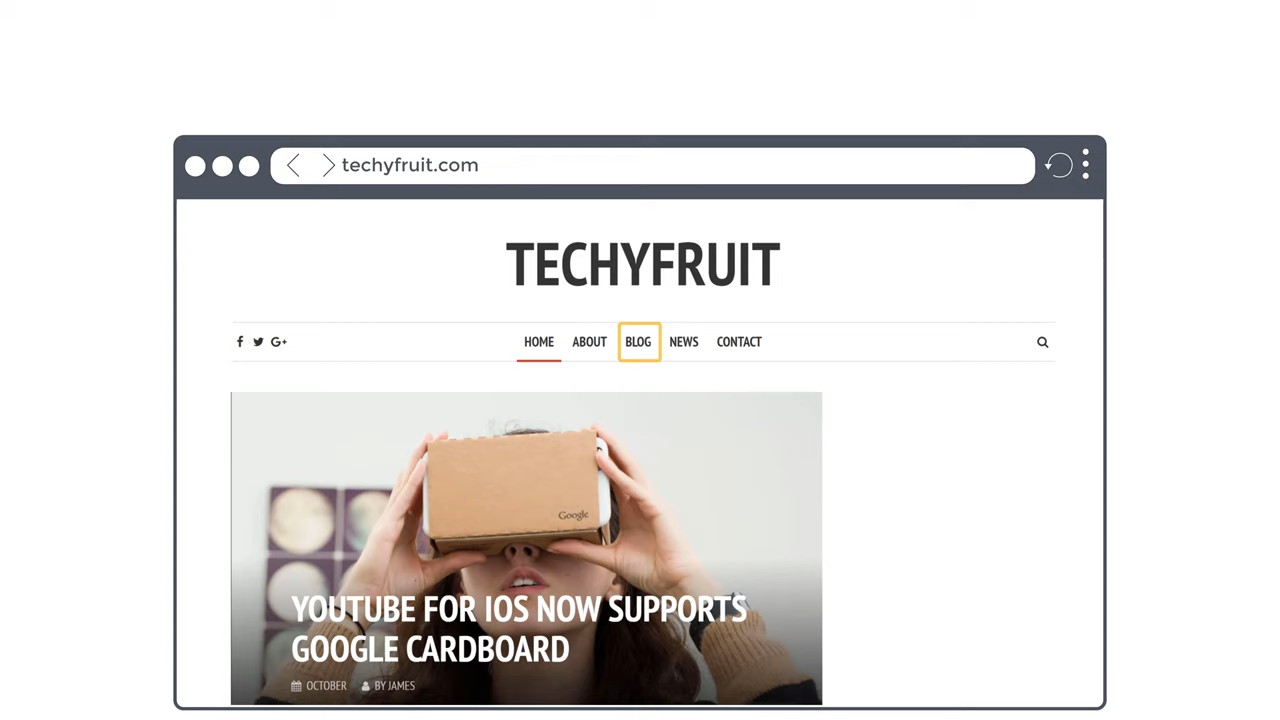 techyfruit.com
TECHYFRUIT
HOME ABOUT BLOG NEWS CONTACT
Google
YOUTUBE FOR IOS NOW SUPPORTS
GOOGLE CARDBOARD
OCTOBER BY JAMES